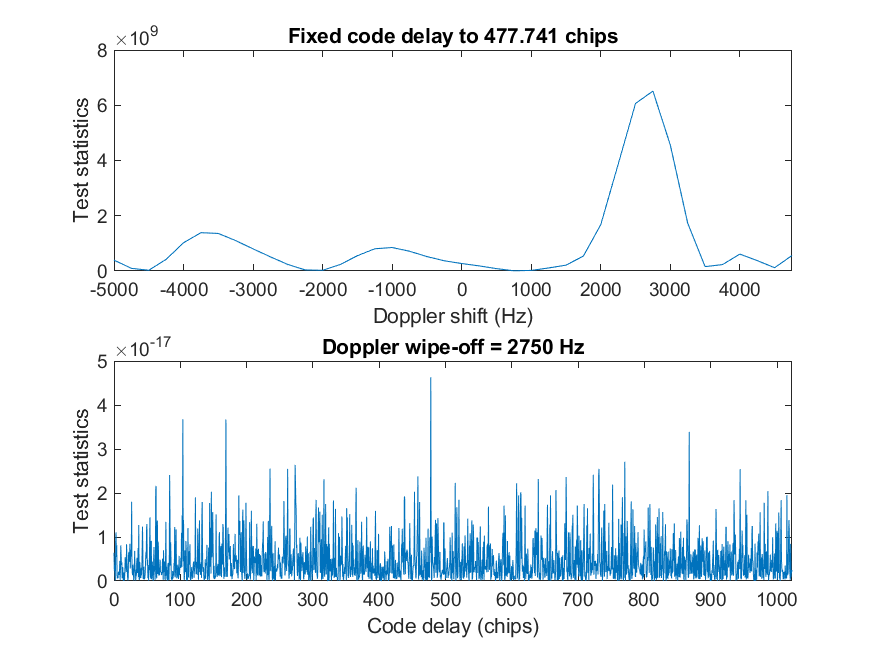 ×10^9
Fixed code delay to 477.741 chips
8
6
4
2
0
Test statistics
-5000 -4000 -3000 -2000 -1000 0 1000 2000 3000 4000
Doppler shift (Hz)
×10^-17
Doppler wipe-off = 2750 Hz
5
4
3
2
1
0
Test statistics
0 100 200 300 400 500 600 700 800 900 1000
Code delay (chips)